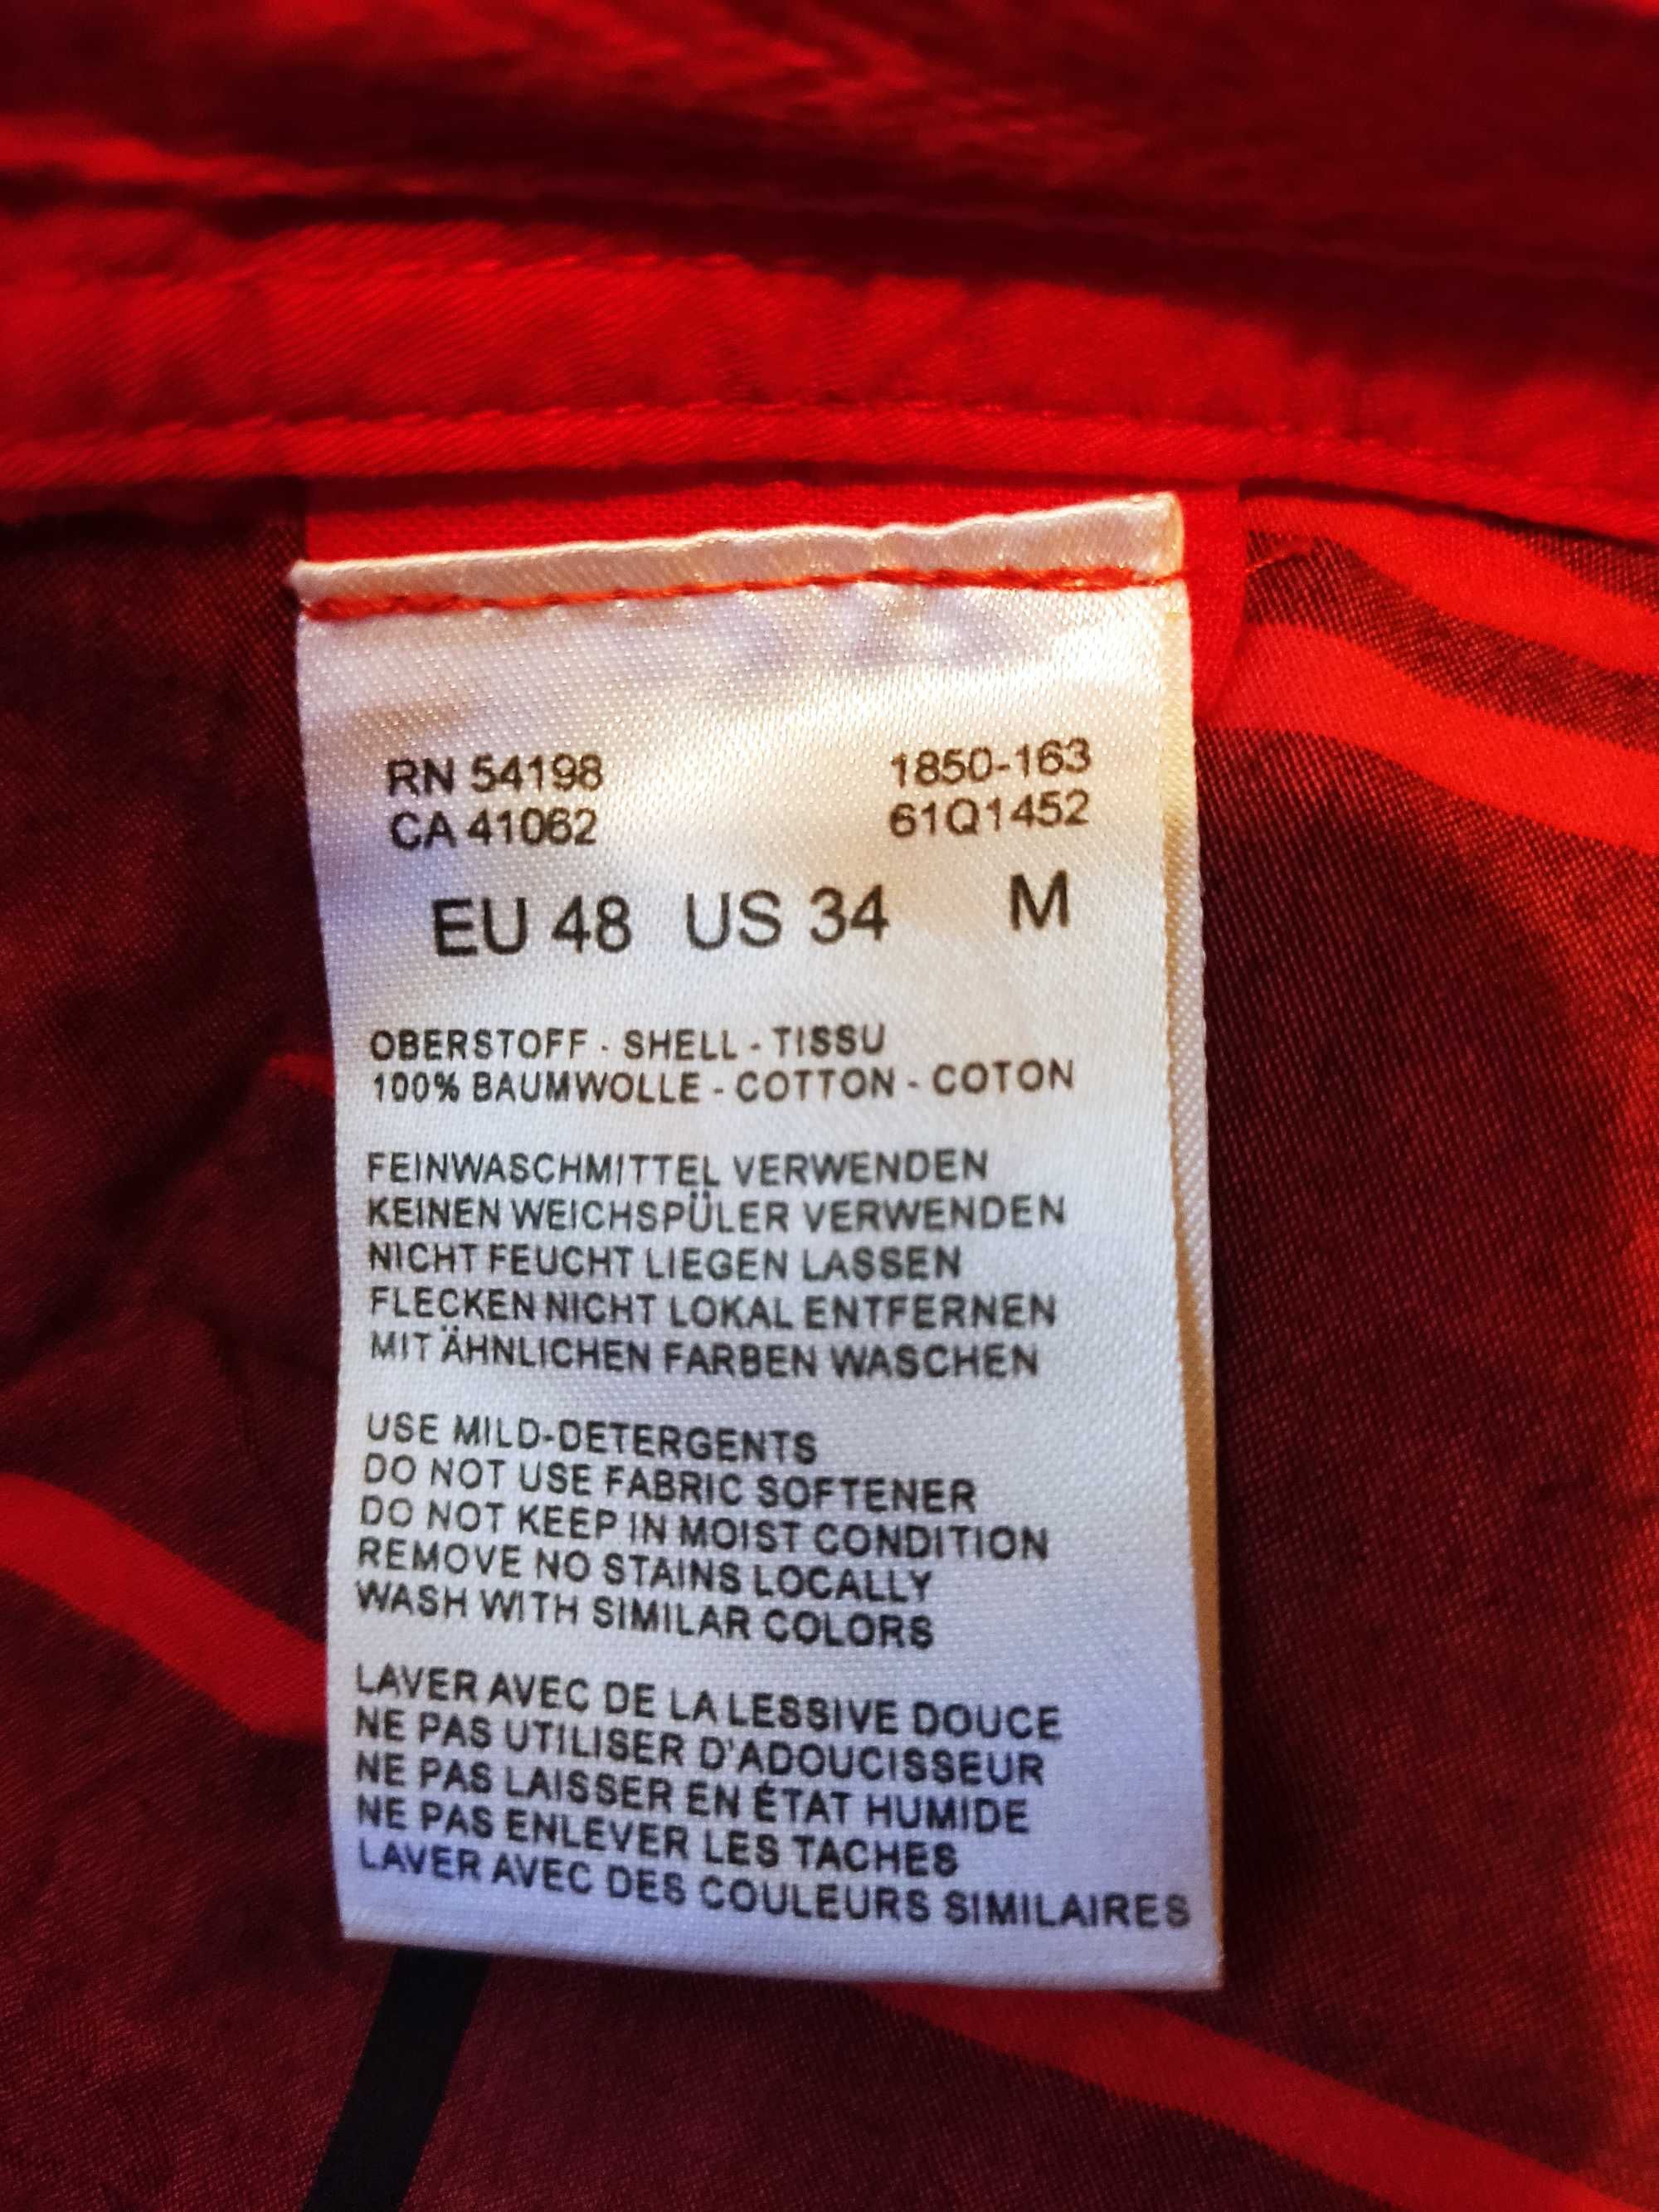 RN 54198 1850-163
CA 41062 61Q1452
EU 48 US 34 M
OBERSTOFF - SHELL - TISSU
100% BAUMWOLLE - COTTON - COTON
FEINWASCHMITTEL VERWENDEN
KEINEN WEICHSPÜLER VERWENDEN
NICHT FEUCHT LIEGEN LASSEN
FLECKEN NICHT LOKAL ENTFERNEN
MIT ÄHNLICHEN FARBEN WASCHEN
USE MILD-DETERGENTS
DO NOT USE FABRIC SOFTENER
DO NOT KEEP IN MOIST CONDITION
REMOVE NO STAINS LOCALLY
WASH WITH SIMILAR COLORS
LAVER AVEC DE LA LESSIVE DOUCE
NE PAS UTILISER D'ADOUCISSEUR
NE PAS LAISSER EN ÉTAT HUMIDE
NE PAS ENLEVER LES TACHES
LAVER AVEC DES COULEURS SIMILAIRES